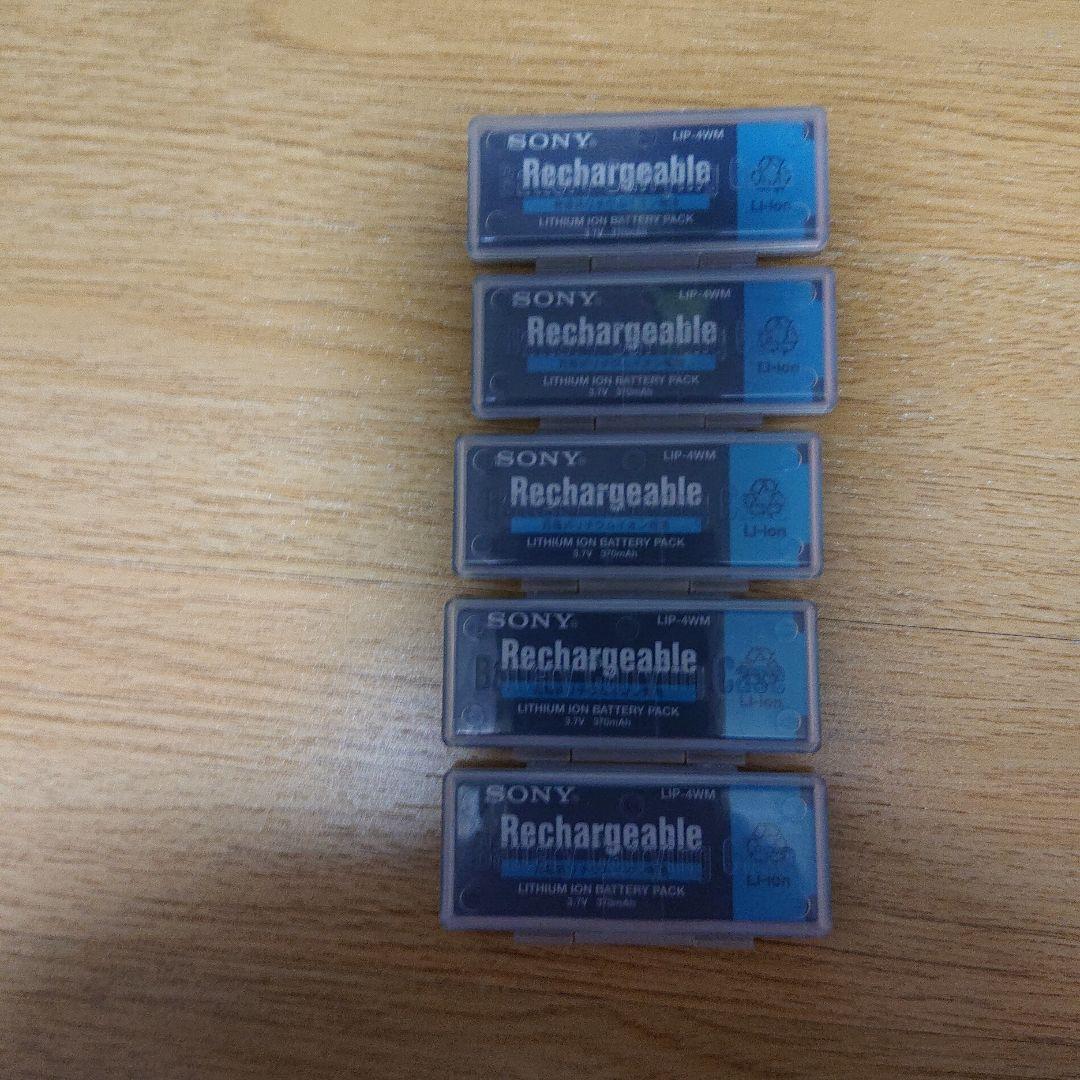 SONY® LIP-4WM
Rechargeable
LITHIUM ION BATTERY PACK
3.7V 370mAh
Li-ion
SONY® LIP-4WM
Rechargeable
LITHIUM ION BATTERY PACK
3.7V 370mAh
Li-ion
SONY® LIP-4WM
Rechargeable
LITHIUM ION BATTERY PACK
3.7V 370mAh
Li-ion
SONY® LIP-4WM
Rechargeable
Battery Carrying Case
LITHIUM ION BATTERY PACK
3.7V 370mAh
Li-ion
SONY® LIP-4WM
Rechargeable
LITHIUM ION BATTERY PACK
3.7V 370mAh
Li-ion